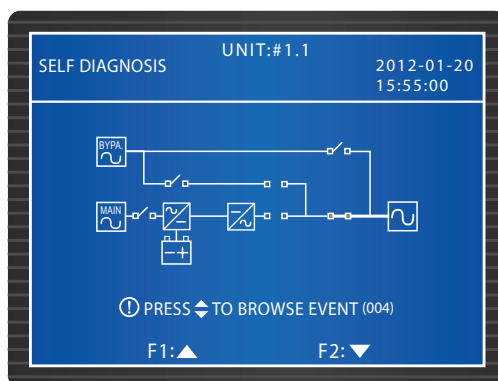 UNIT:#1.1
SELF DIAGNOSIS
2012-01-20
15:55:00
BYPA.
MAIN
PRESS TO BROWSE EVENT (004)
F1: F2: